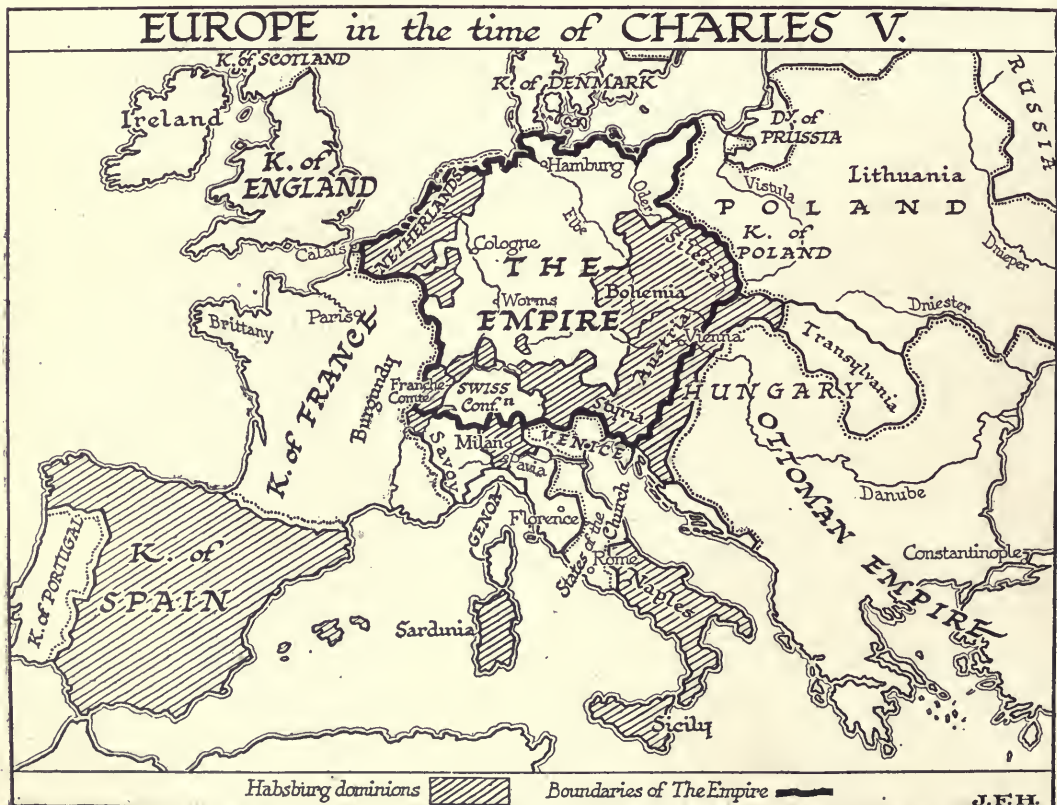 EUROPE in the time of CHARLES V.
K. of SCOTLAND
Ireland
K. of ENGLAND
K. of DENMARK
Dy. of PRUSSIA
RUSSIA
Lithuania
Vistula
POLAND
K. of POLAND
Dnieper
Hamburg
Oder
Elbe
NETHERLANDS
Calais
Cologne
THE EMPIRE
Worms
Silesia
Bohemia
Austria
Vienna
Dniester
Transylvania
HUNGARY
Brittany
Paris
K. of FRANCE
Burgundy
Franche Comté
SWISS Conf.n
Styria
Savoy
Milan
Pavia
VENICE
GENOA
Florence
States of the Church
Rome
Naples
OTTOMAN EMPIRE
Danube
Constantinople
K. of PORTUGAL
K. of SPAIN
Sardinia
Sicily
Habsburg dominions
Boundaries of The Empire
J.F.H.